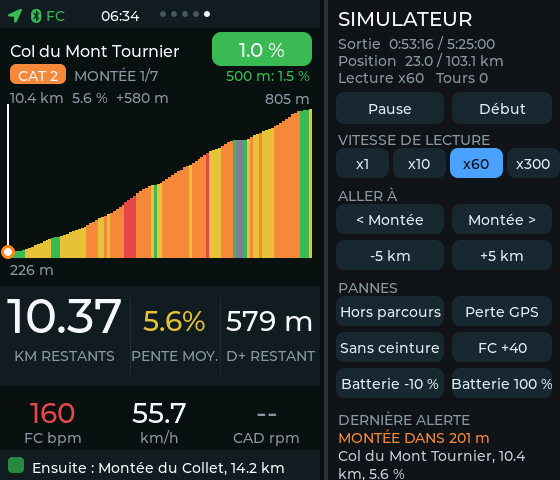 FC
06:34
Col du Mont Tournier
1.0 %
CAT 2
MONTÉE 1/7
500 m: 1.5 %
10.4 km 5.6 % +580 m
805 m
226 m
10.37
5.6%
579 m
KM RESTANTS
PENTE MOY.
D+ RESTANT
160
55.7
--
FC bpm
km/h
CAD rpm
Ensuite : Montée du Collet, 14.2 km
SIMULATEUR
Sortie 0:53:16 / 5:25:00
Position 23.0 / 103.1 km
Lecture x60 Tours 0
Pause
Début
VITESSE DE LECTURE
x1
x10
x60
x300
ALLER À
< Montée
Montée >
-5 km
+5 km
PANNES
Hors parcours
Perte GPS
Sans ceinture
FC +40
Batterie -10 %
Batterie 100 %
DERNIÈRE ALERTE
MONTÉE DANS 201 m
Col du Mont Tournier, 10.4
km, 5.6 %